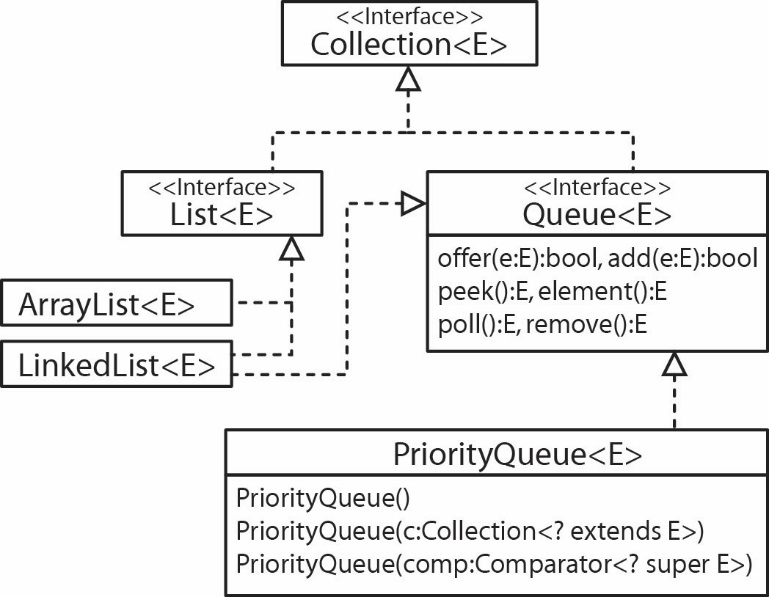 <<Interface>>
Collection<E>
<<Interface>>
List<E>
<<Interface>>
Queue<E>
offer(e:E):bool, add(e:E):bool
peek():E, element():E
poll():E, remove():E
ArrayList<E>
LinkedList<E>
PriorityQueue<E>
PriorityQueue()
PriorityQueue(c:Collection<? extends E>)
PriorityQueue(comp:Comparator<? super E>)